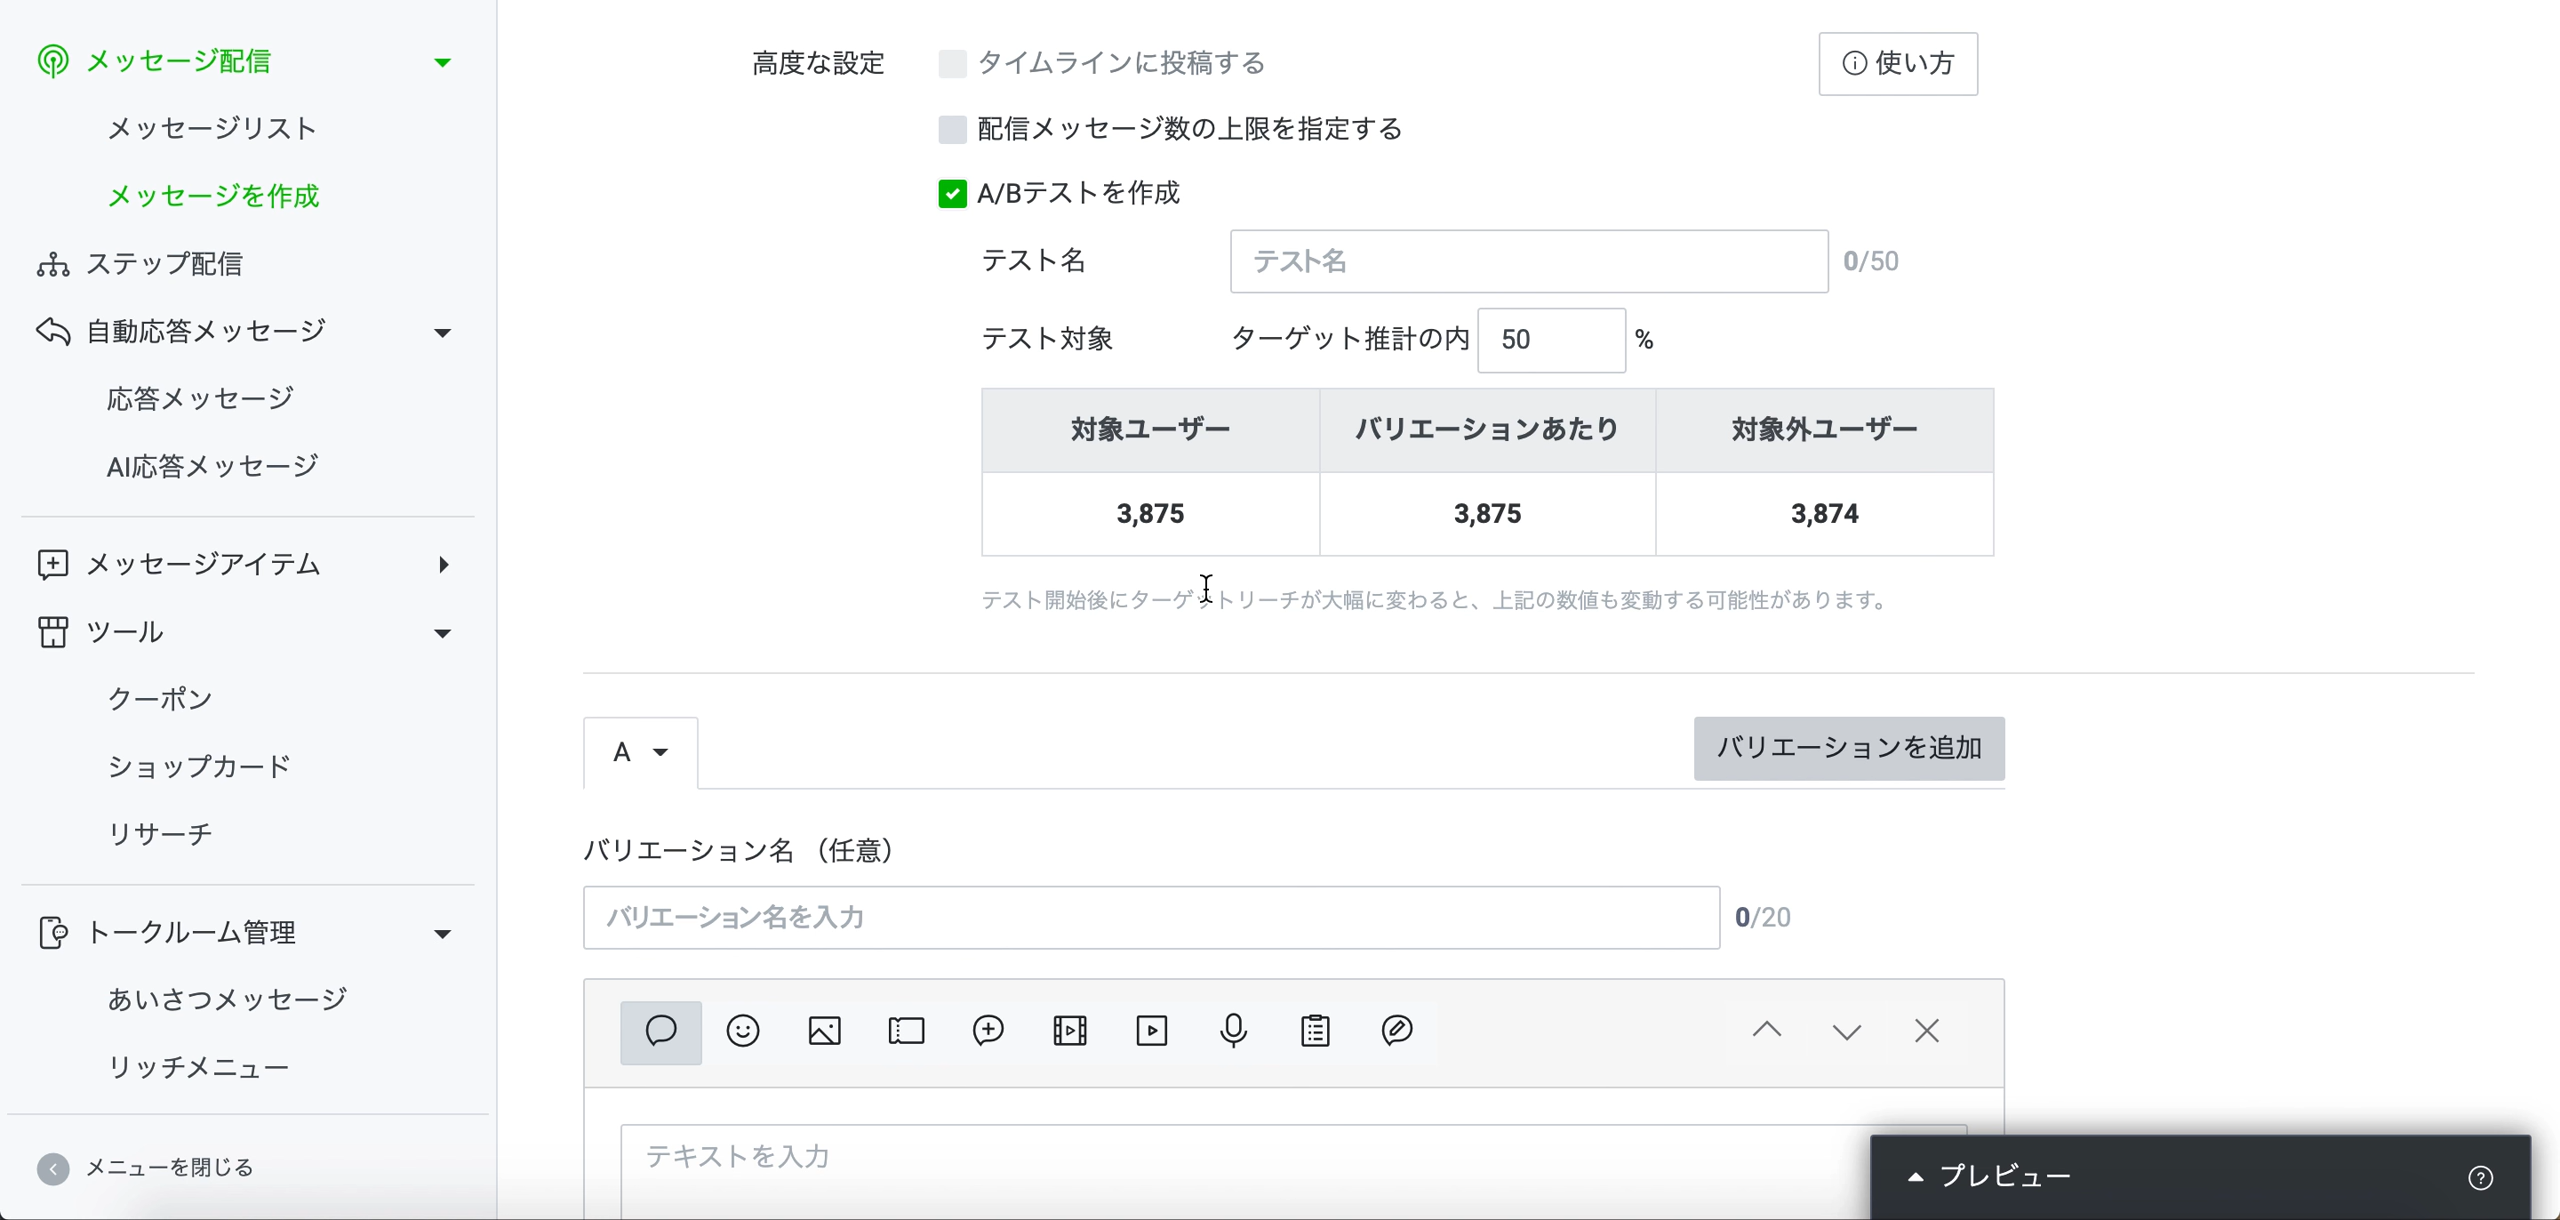 メッセージ配信
メッセージリスト
メッセージを作成
ステップ配信
自動応答メッセージ
応答メッセージ
AI応答メッセージ
メッセージアイテム
ツール
クーポン
ショップカード
リサーチ
トークルーム管理
あいさつメッセージ
リッチメニュー
メニューを閉じる
高度な設定
タイムラインに投稿する
使い方
配信メッセージ数の上限を指定する
A/Bテストを作成
テスト名 テスト名 0/50
テスト対象 ターゲット推計の内 50 %
対象ユーザー バリエーションあたり 対象外ユーザー
3,875 3,875 3,874
テスト開始後にターゲットリーチが大幅に変わると、上記の数値も変動する可能性があります。
A バリエーションを追加
バリエーション名 （任意）
バリエーション名を入力 0/20
テキストを入力
プレビュー